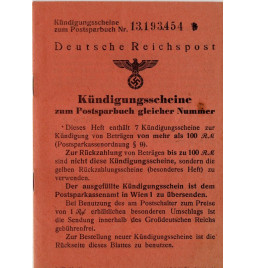 Kündigungsscheine
zum Postsparbuch Nr. 13.193.454
Deutsche Reichspost
Kündigungsscheine
zum Postsparbuch gleicher Nummer
Dieses Heft enthält 7 Kündigungsscheine zur
Kündigung von Beträgen von mehr als 100 RM
(Postsparkassenordnung § 9).
Zur Rückzahlung von Beträgen bis zu 100 RM
sind nicht diese Kündigungsscheine, sondern die
gelben Rückzahlungsscheine (besonderes Heft) zu
verwenden.
Der ausgefüllte Kündigungsschein ist dem
Postsparkassenamt in Wien 1 zu übersenden.
Bei Benutzung des am Postschalter zum Preise
von 1 Rpf erhältlichen besonderen Umschlags ist
die Sendung innerhalb des Großdeutschen Reichs
gebührenfrei.
Zur Bestellung neuer Kündigungsscheine ist die
Rückseite dieses Blattes zu benutzen.